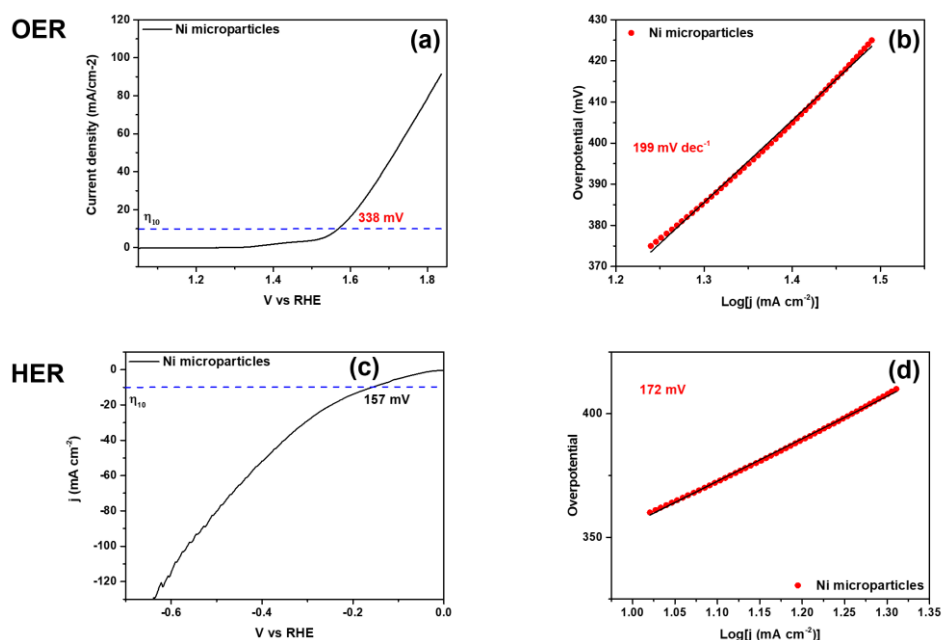 OER
Ni microparticles
(a)
Current density (mA/cm-2)
120
100
80
60
40
20
0
η10
338 mV
1.2
1.4
1.6
1.8
V vs RHE
Ni microparticles
(b)
Overpotential (mV)
430
420
410
400
390
380
370
199 mV dec⁻¹
1.2
1.3
1.4
1.5
Log[j (mA cm⁻²)]
HER
Ni microparticles
(c)
j (mA cm⁻²)
0
-20
-40
-60
-80
-100
-120
η10
157 mV
-0.6
-0.4
-0.2
0.0
V vs RHE
172 mV
(d)
Overpotential
400
350
Ni microparticles
1.00
1.05
1.10
1.15
1.20
1.25
1.30
1.35
Log[j (mA cm⁻²)]